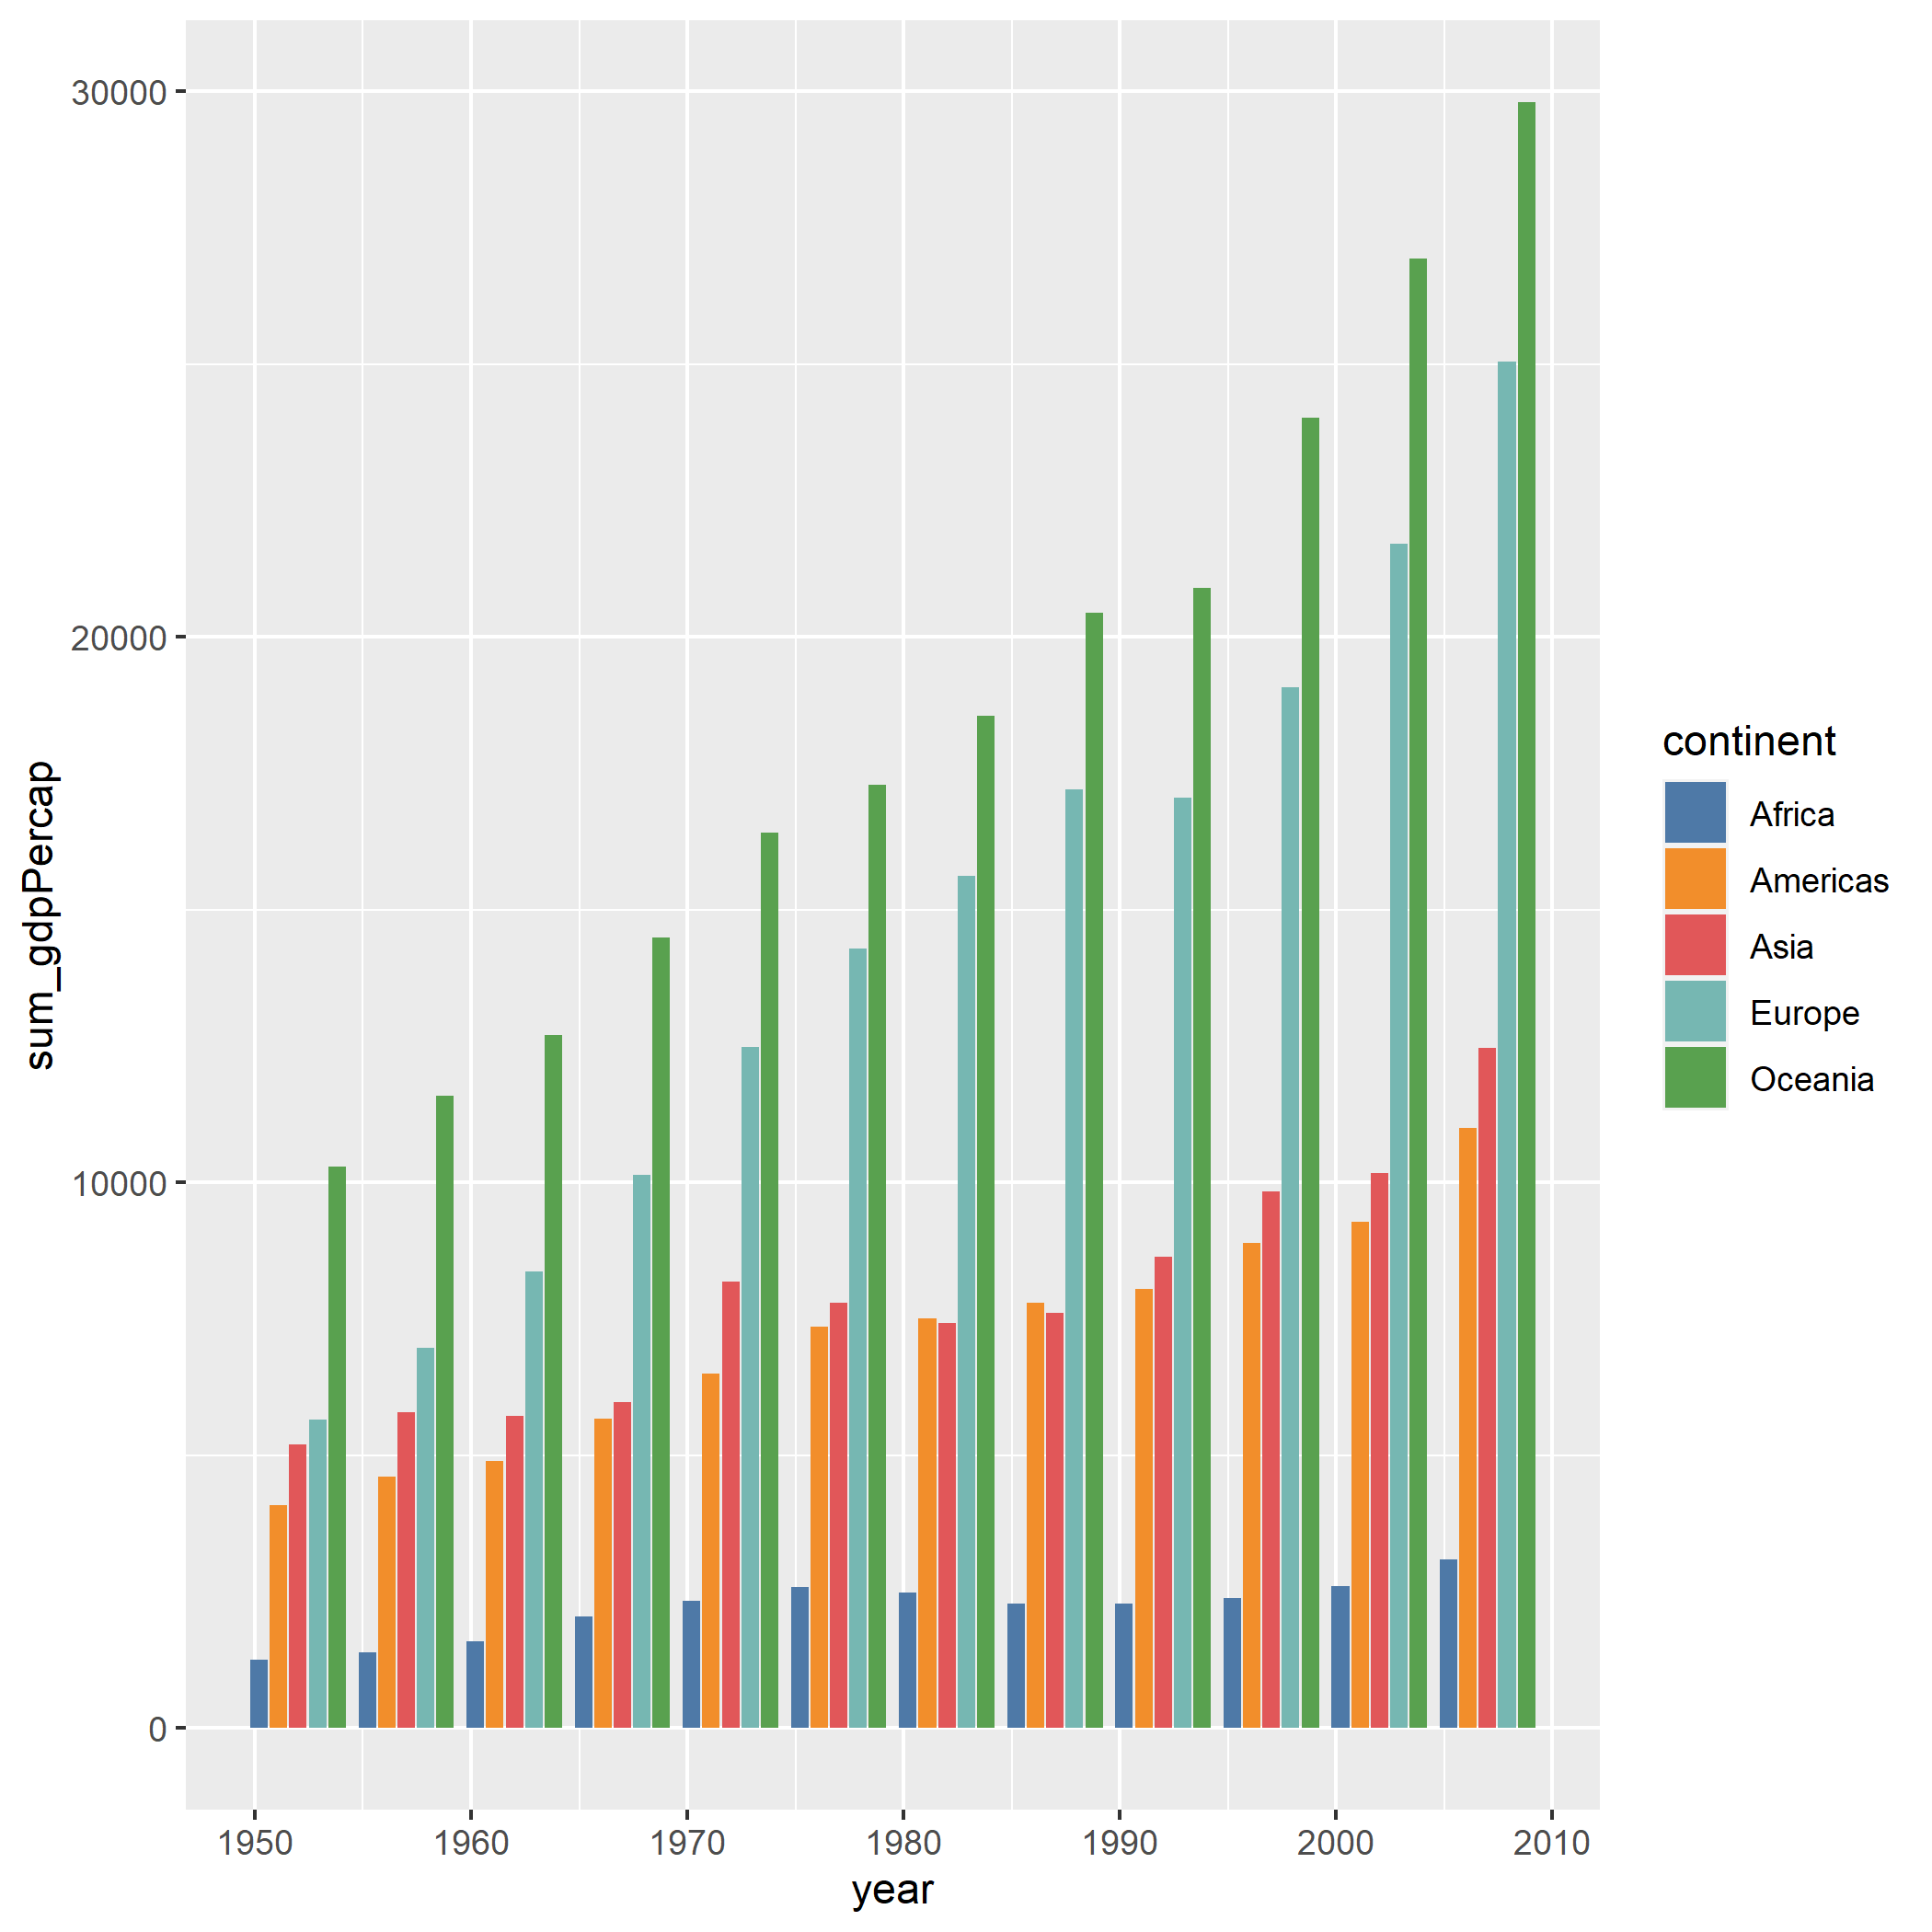 30000
20000
10000
0
sum_gdpPercap
1950 1960 1970 1980 1990 2000 2010
year
continent
Africa
Americas
Asia
Europe
Oceania